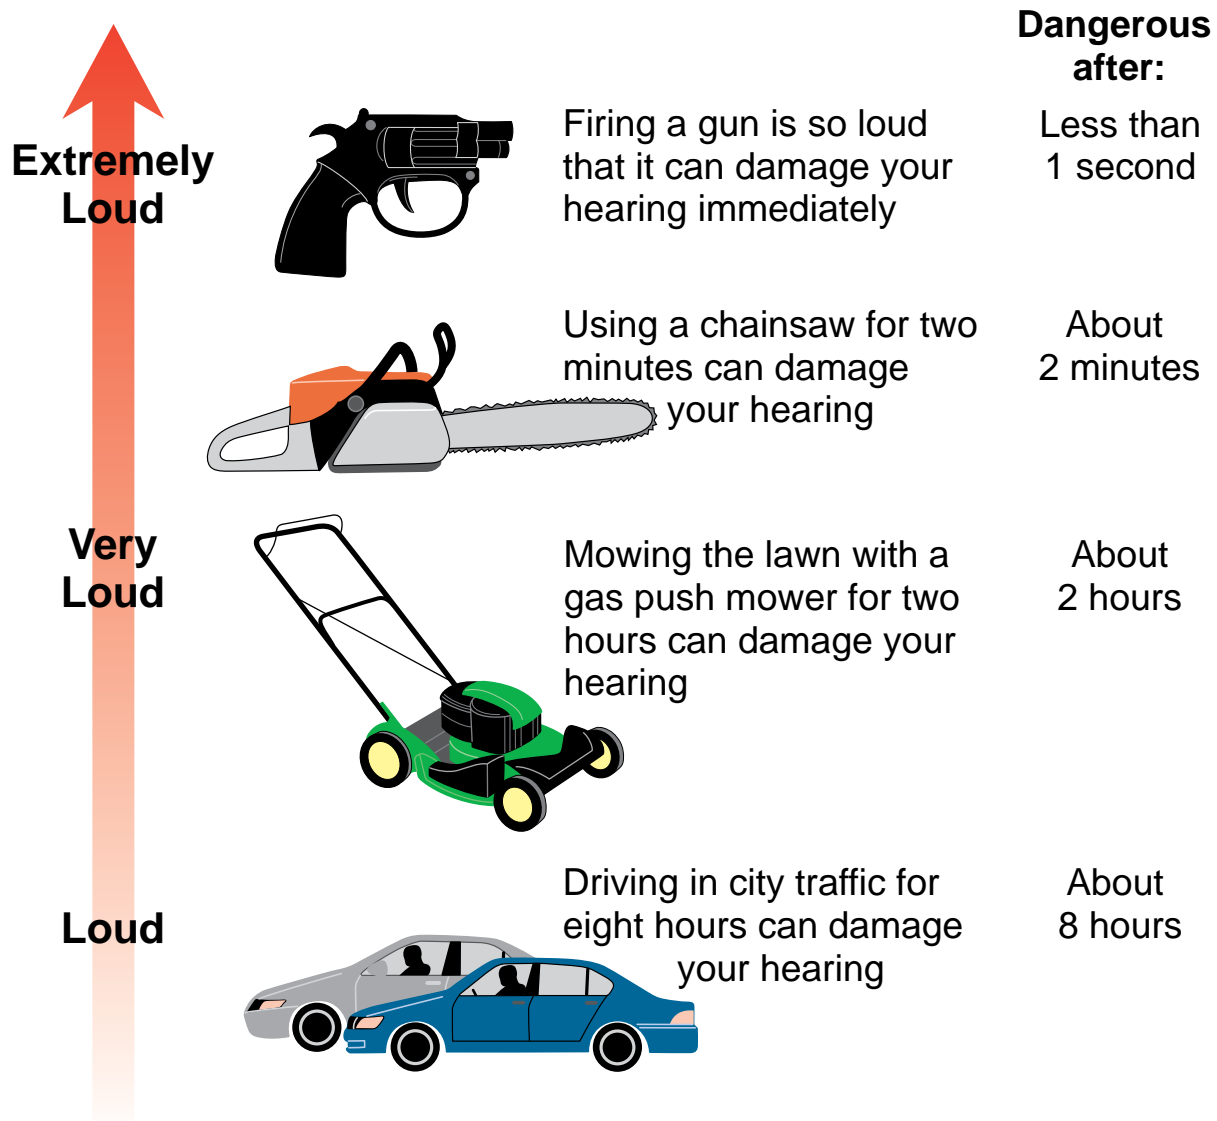 Dangerous
after:
Extremely
Loud
Firing a gun is so loud
that it can damage your
hearing immediately
Less than
1 second
Using a chainsaw for two
minutes can damage
your hearing
About
2 minutes
Very
Loud
Mowing the lawn with a
gas push mower for two
hours can damage your
hearing
About
2 hours
Loud
Driving in city traffic for
eight hours can damage
your hearing
About
8 hours